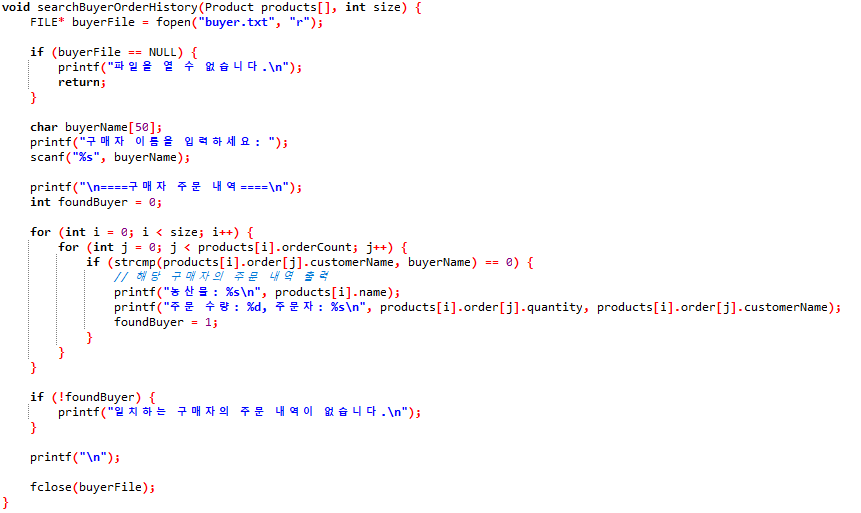 void searchBuyerOrderHistory(Product products[], int size) {
FILE* buyerFile = fopen("buyer.txt", "r");
if (buyerFile == NULL) {
printf("파일을 열 수 없습니다.\n");
return;
}
char buyerName[50];
printf("구매자 이름을 입력하세요: ");
scanf("%s", buyerName);
printf("\n====구매자 주문 내역====\n");
int foundBuyer = 0;
for (int i = 0; i < size; i++) {
for (int j = 0; j < products[i].orderCount; j++) {
if (strcmp(products[i].order[j].customerName, buyerName) == 0) {
// 해당 구매자의 주문 내역 출력
printf("농산물: %s\n", products[i].name);
printf("주문 수량: %d, 주문자: %s\n", products[i].order[j].quantity, products[i].order[j].customerName);
foundBuyer = 1;
}
}
}
if (!foundBuyer) {
printf("일치하는 구매자의 주문 내역이 없습니다.\n");
}
printf("\n");
fclose(buyerFile);
}